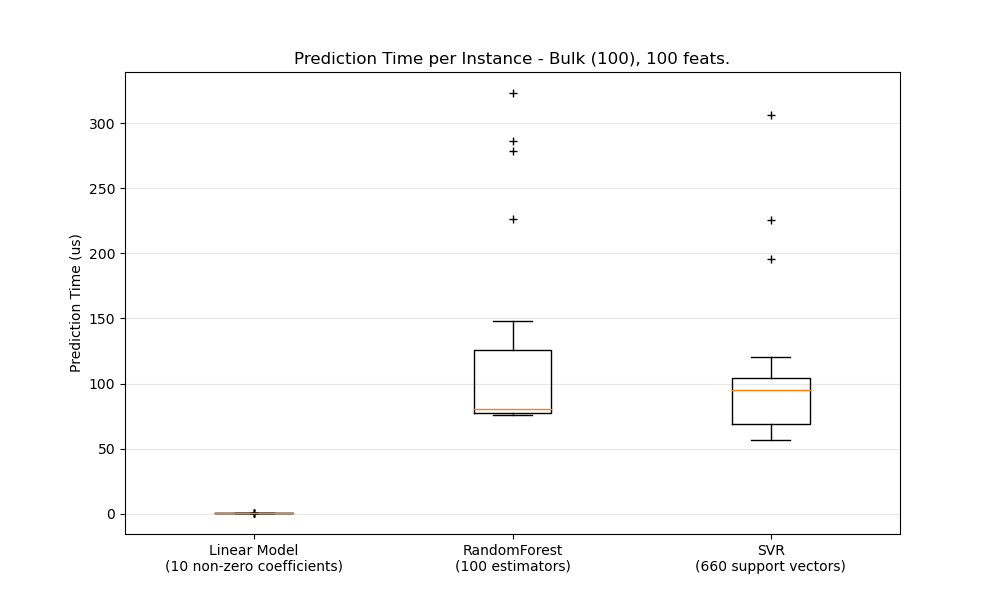 Prediction Time per Instance - Bulk (100), 100 feats.
Prediction Time (us)
300
250
200
150
100
50
0
Linear Model
(10 non-zero coefficients)
RandomForest
(100 estimators)
SVR
(660 support vectors)